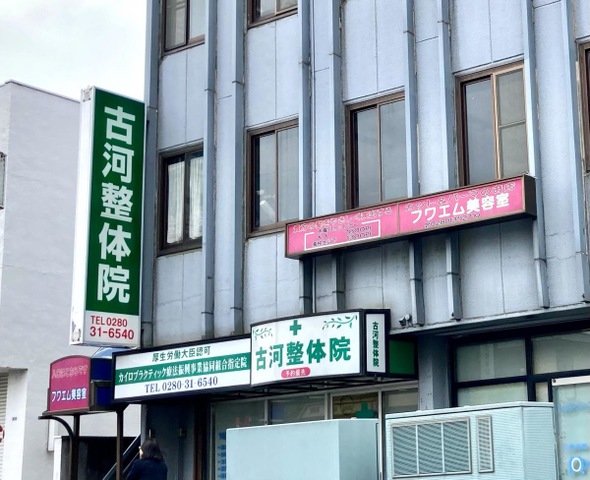 古河整体院
TEL 0280
31-6540
フワエム美容室
厚生労働大臣認可
カイロプラクティック療法振興事業協同組合指定院
TEL 0280-31-6540
古河整体院
予約優先
古河整体院
フワエム美容室